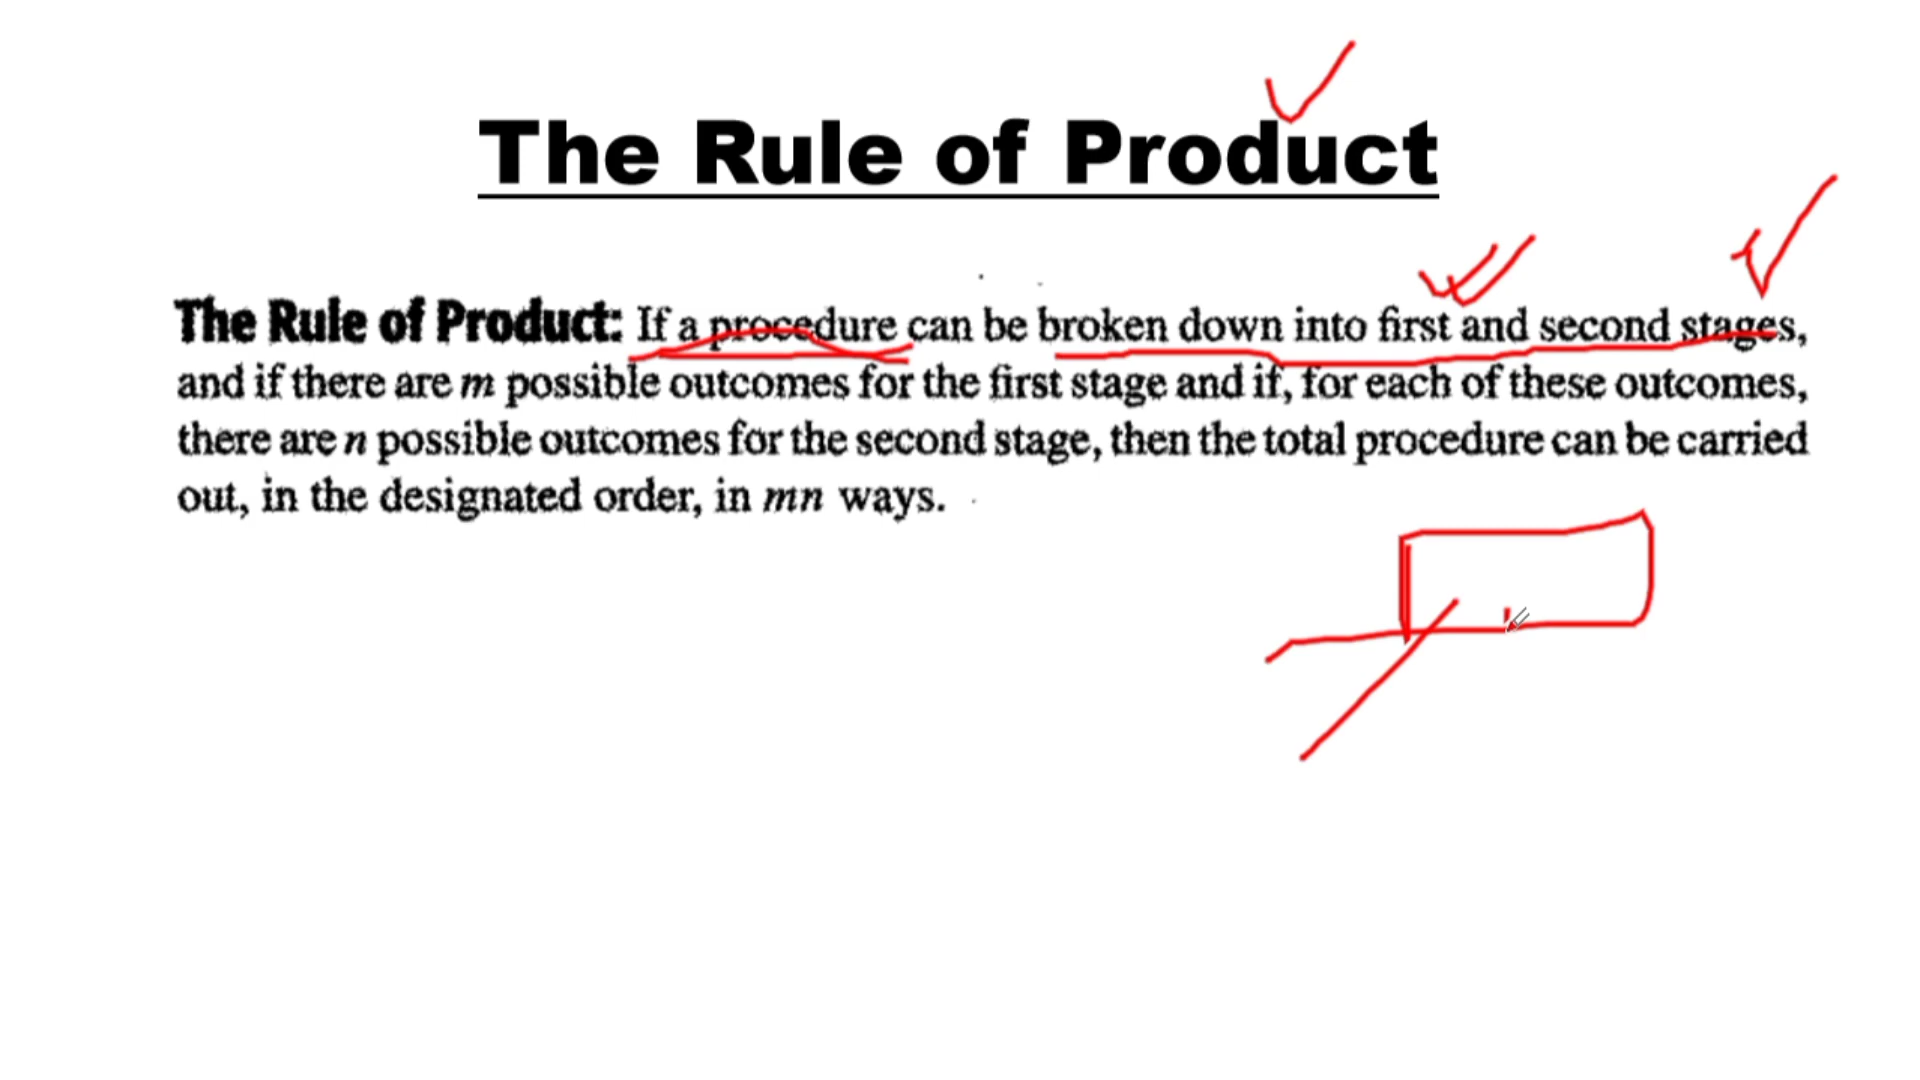 The Rule of Product
The Rule of Product: If a procedure can be broken down into first and second stages,
and if there are m possible outcomes for the first stage and if, for each of these outcomes,
there are n possible outcomes for the second stage, then the total procedure can be carried
out, in the designated order, in mn ways.